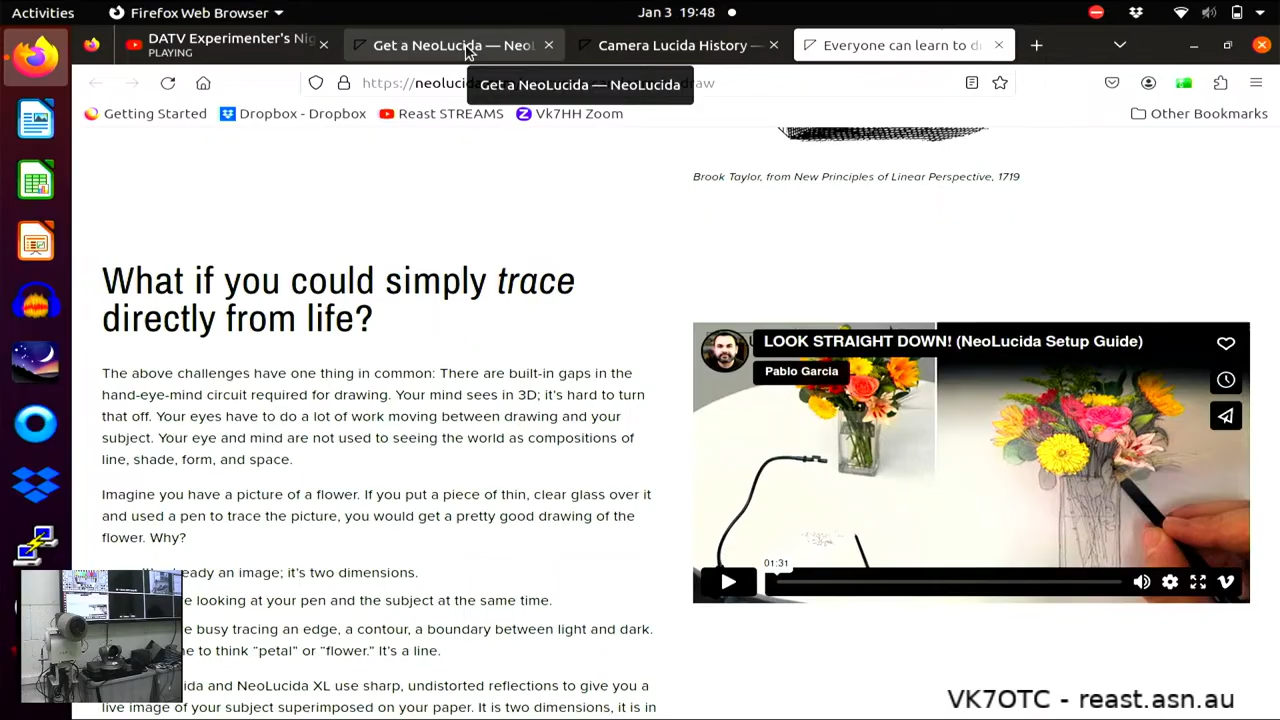 Activities
Firefox Web Browser
Jan 3 19:48
DATV Experimenter's Nig
PLAYING
Get a NeoLucida — Neo
Camera Lucida History —
Everyone can learn to d
https://neolucid
Get a NeoLucida — NeoLucida
raw
Getting Started
Dropbox - Dropbox
Reast STREAMS
Vk7HH Zoom
Other Bookmarks
Brook Taylor, from New Principles of Linear Perspective, 1719
What if you could simply trace
directly from life?
The above challenges have one thing in common: There are built-in gaps in the
hand-eye-mind circuit required for drawing. Your mind sees in 3D; it's hard to turn
that off. Your eyes have to do a lot of work moving between drawing and your
subject. Your eye and mind are not used to seeing the world as compositions of
line, shade, form, and space.
Imagine you have a picture of a flower. If you put a piece of thin, clear glass over it
and used a pen to trace the picture, you would get a pretty good drawing of the
flower. Why?
eady an image; it's two dimensions.
e looking at your pen and the subject at the same time.
e busy tracing an edge, a contour, a boundary between light and dark.
ne to think "petal" or "flower." It's a line.
ida and NeoLucida XL use sharp, undistorted reflections to give you a
live image of your subject superimposed on your paper. It is two dimensions, it is in
LOOK STRAIGHT DOWN! (NeoLucida Setup Guide)
Pablo Garcia
01:31
VK7OTC - reast.asn.au